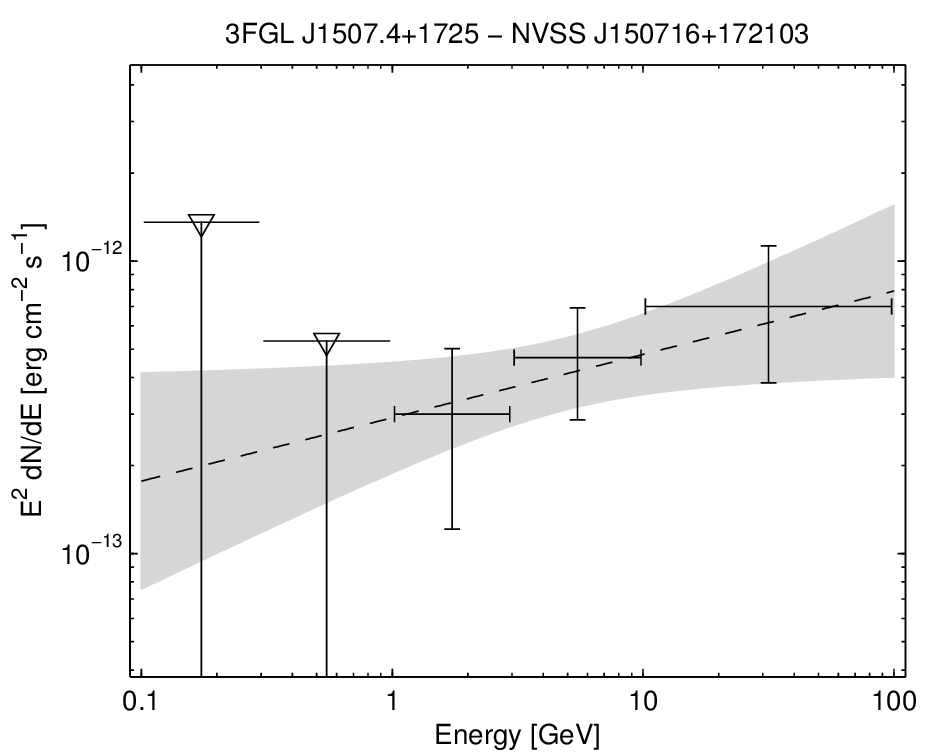 3FGL J1507.4+1725 − NVSS J150716+172103
E² dN/dE [erg cm⁻² s⁻¹]
10⁻¹²
10⁻¹³
0.1 1 10 100
Energy [GeV]